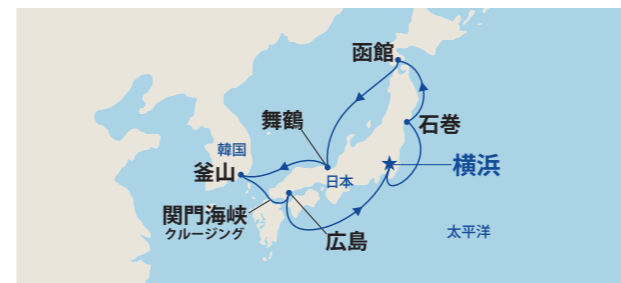 函館
石巻
舞鶴
韓国
釜山
日本
横浜
関門海峡
クルージング
広島
太平洋